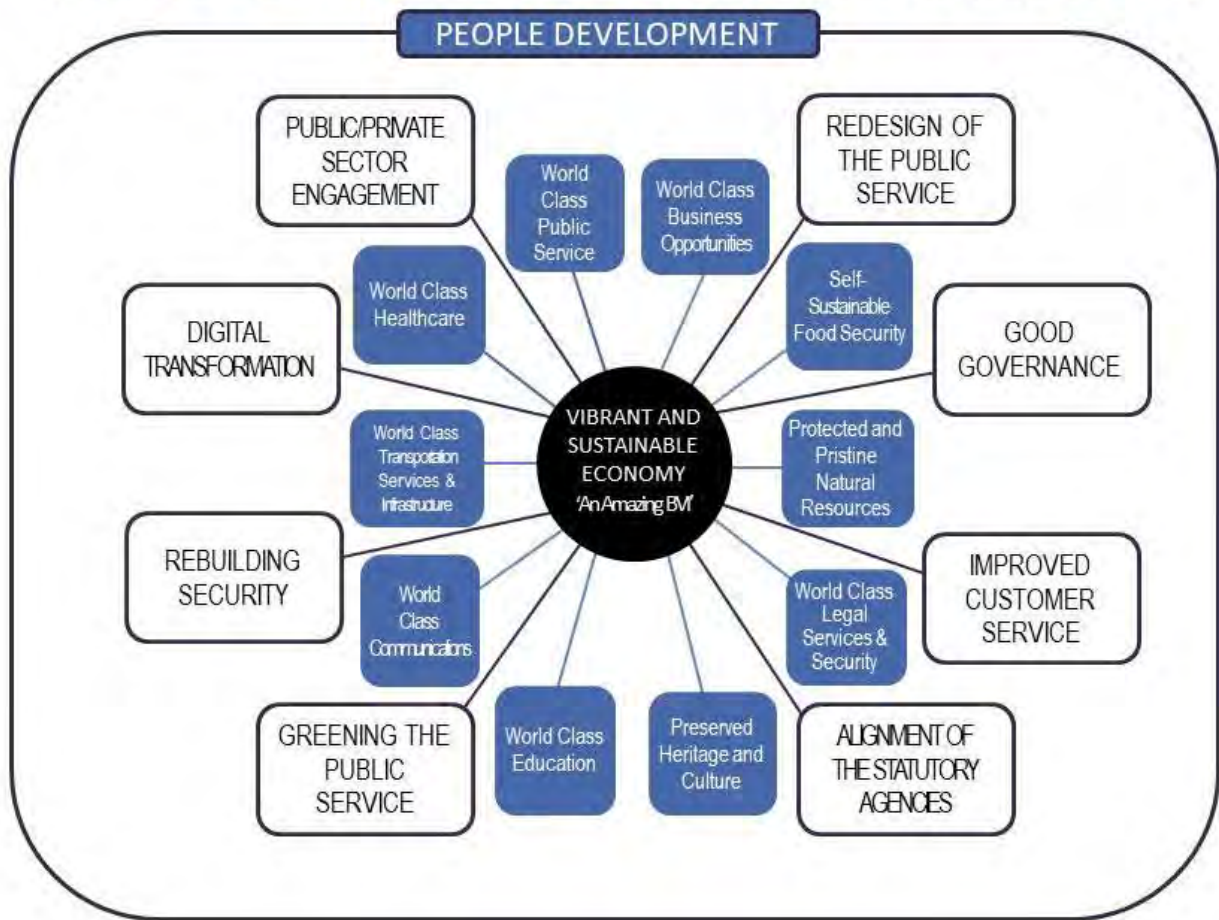 PEOPLE DEVELOPMENT
PUBLIC/PRIVATE
SECTOR
ENGAGEMENT
World
Class
Public
Service
World Class
Business
Opportunities
REDESIGN OF
THE PUBLIC
SERVICE
World Class
Healthcare
Self-
Sustainable
Food Security
DIGITAL
TRANSFORMATION
GOOD
GOVERNANCE
VIBRANT AND
SUSTAINABLE
ECONOMY
‘An Amazing BVI’
World Class
Transportation
Services &
Infrastructure
Protected and
Pristine
Natural
Resources
REBUILDING
SECURITY
World
Class
Communications
World Class
Legal
Services &
Security
IMPROVED
CUSTOMER
SERVICE
GREENING THE
PUBLIC
SERVICE
World Class
Education
Preserved
Heritage and
Culture
ALIGNMENT OF
THE STATUTORY
AGENCIES